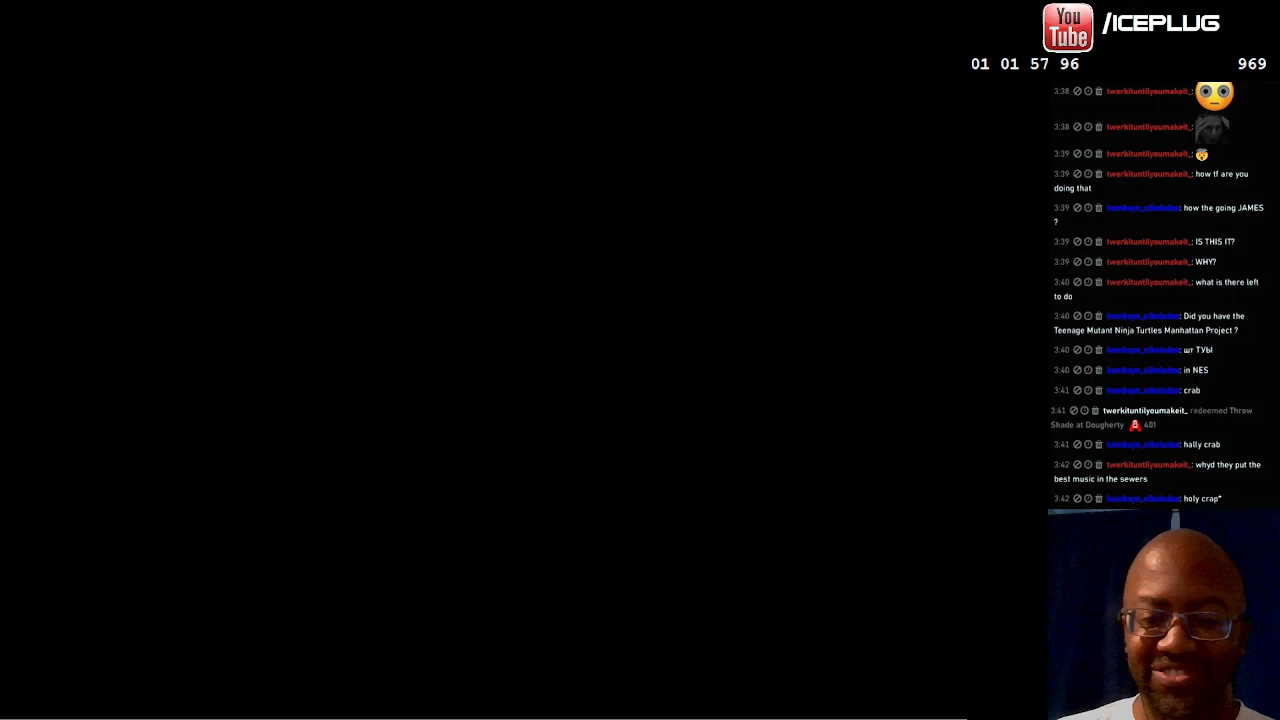 You
Tube
/ICEPLUG
01 01 57 96
969
3:38 twerkituntilyoumakeit_:
3:38 twerkituntilyoumakeit_:
3:39 twerkituntilyoumakeit_:
3:39 twerkituntilyoumakeit_: how tf are you
doing that
3:39 how the going JAMES
?
3:39 twerkituntilyoumakeit_: IS THIS IT?
3:39 twerkituntilyoumakeit_: WHY?
3:40 twerkituntilyoumakeit_: what is there left
to do
3:40 Did you have the
Teenage Mutant Ninja Turtles Manhattan Project ?
3:40 шт ТУЫ
3:40 in NES
3:41 crab
3:41 twerkituntilyoumakeit_ redeemed Throw
Shade at Dougherty 401
3:41 hally crab
3:42 twerkituntilyoumakeit_: whyd they put the
best music in the sewers
3:42 holy crap*